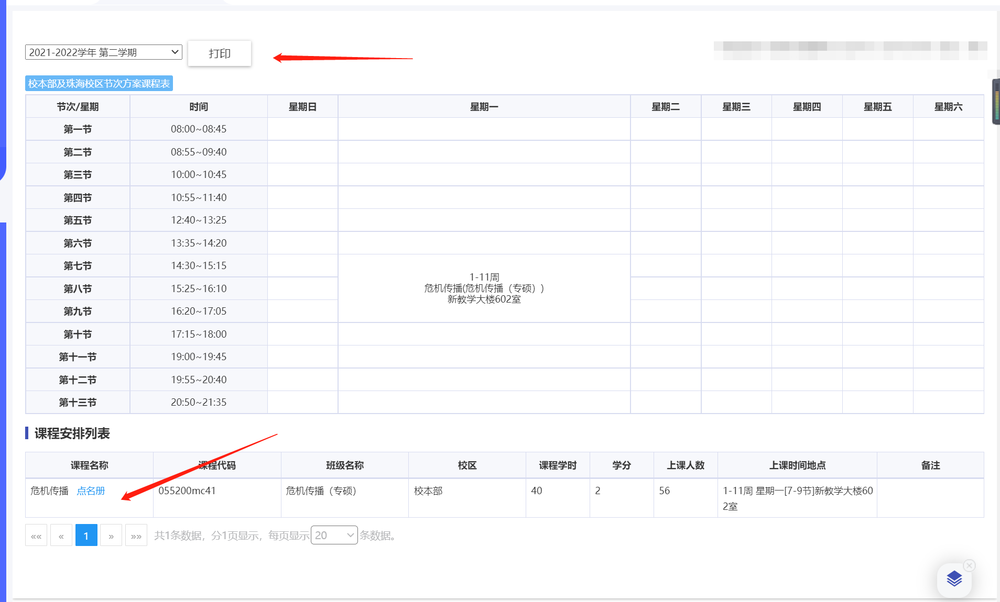 2021-2022学年 第二学期 打印
校本部及珠海校区节次方案课程表
节次/星期 时间 星期日 星期一 星期二 星期三 星期四 星期五 星期六
第一节 08:00~08:45
第二节 08:55~09:40
第三节 10:00~10:45
第四节 10:55~11:40
第五节 12:40~13:25
第六节 13:35~14:20
第七节 14:30~15:15
1-11周
第八节 15:25~16:10 危机传播(危机传播（专硕）)
新教学大楼602室
第九节 16:20~17:05
第十节 17:15~18:00
第十一节 19:00~19:45
第十二节 19:55~20:40
第十三节 20:50~21:35
课程安排列表
课程名称 课程代码 班级名称 校区 课程学时 学分 上课人数 上课时间地点 备注
危机传播 点名册 055200mc41 危机传播（专硕） 校本部 40 2 56 1-11周 星期一[7-9节]新教学大楼60
2室
«« « 1 » »» 共1条数据，分1页显示，每页显示 20 条数据。